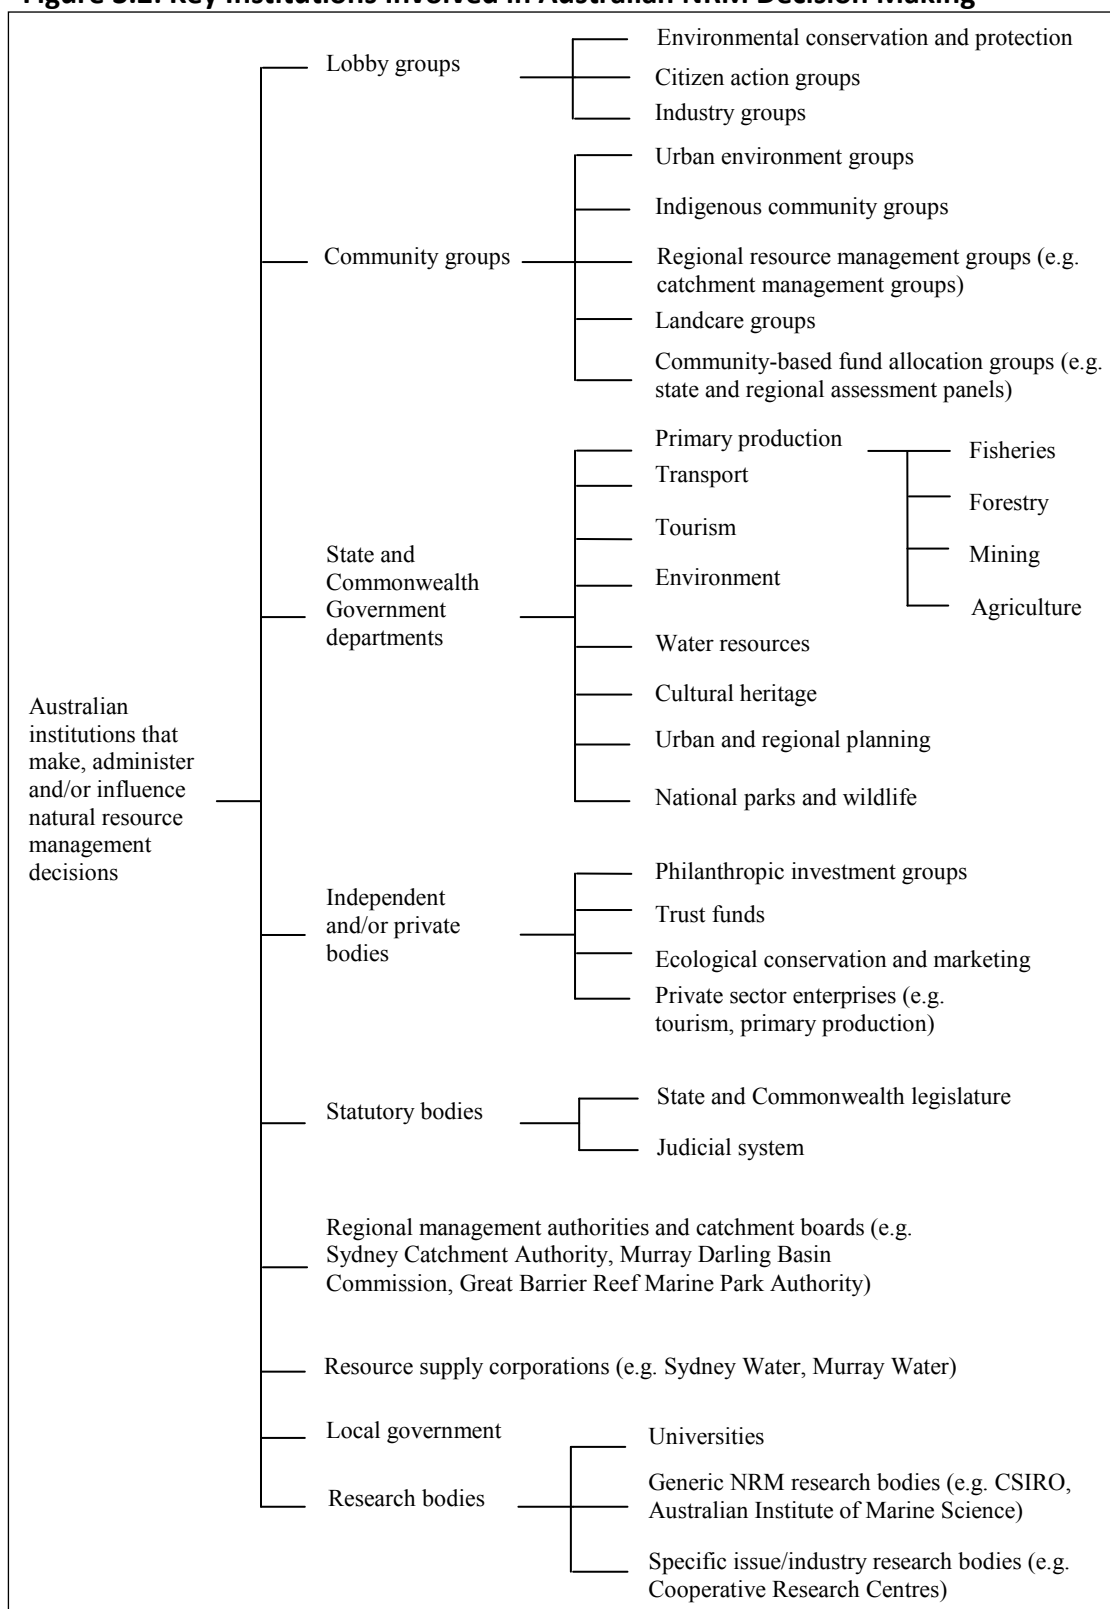 Figure 3.2: Key Institutions Involved in Australian NRM Decision Making
Lobby groups
Environmental conservation and protection
Citizen action groups
Industry groups
Community groups
Urban environment groups
Indigenous community groups
Regional resource management groups (e.g.
catchment management groups)
Landcare groups
Community-based fund allocation groups (e.g.
state and regional assessment panels)
State and
Commonwealth
Government
departments
Primary production
Fisheries
Forestry
Mining
Agriculture
Transport
Tourism
Environment
Water resources
Cultural heritage
Urban and regional planning
National parks and wildlife
Australian
institutions that
make, administer
and/or influence
natural resource
management
decisions
Independent
and/or private
bodies
Philanthropic investment groups
Trust funds
Ecological conservation and marketing
Private sector enterprises (e.g.
tourism, primary production)
Statutory bodies
State and Commonwealth legislature
Judicial system
Regional management authorities and catchment boards (e.g.
Sydney Catchment Authority, Murray Darling Basin
Commission, Great Barrier Reef Marine Park Authority)
Resource supply corporations (e.g. Sydney Water, Murray Water)
Local government
Research bodies
Universities
Generic NRM research bodies (e.g. CSIRO,
Australian Institute of Marine Science)
Specific issue/industry research bodies (e.g.
Cooperative Research Centres)